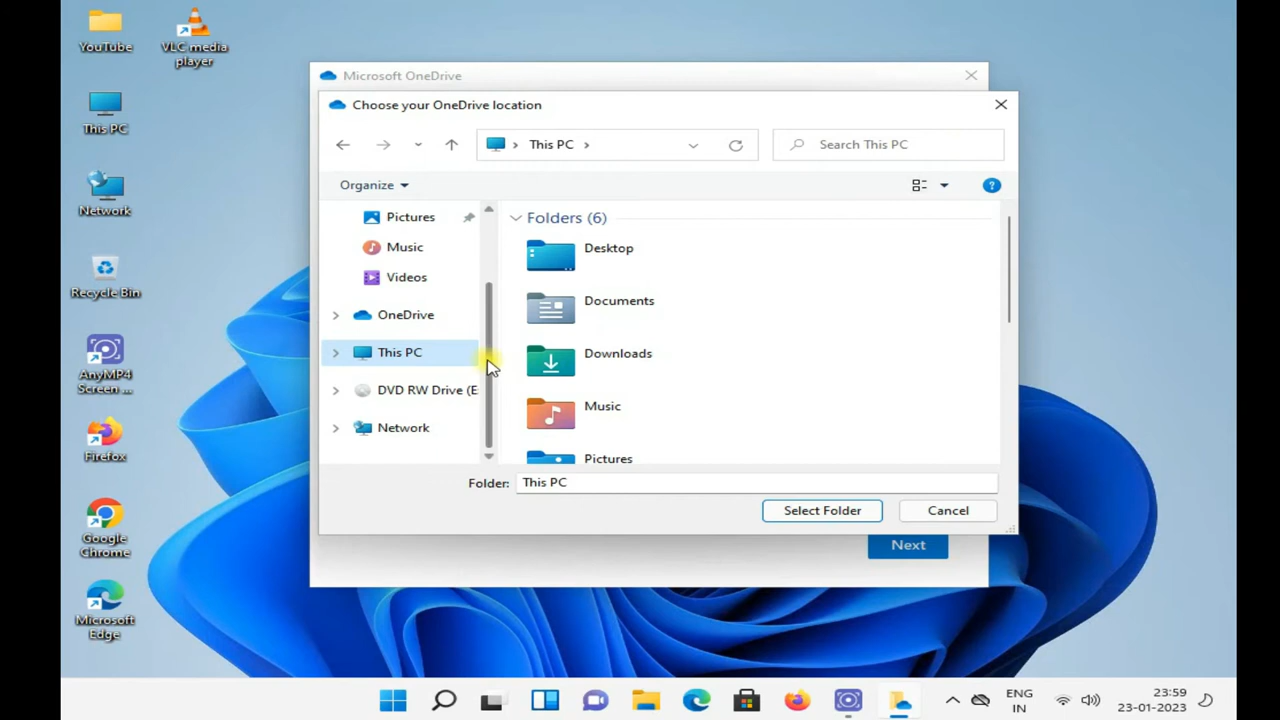 YouTube
VLC media
player
This PC
Network
Recycle Bin
AnyMP4
Screen ...
Firefox
Google
Chrome
Microsoft
Edge
Microsoft OneDrive
Choose your OneDrive location
This PC
Search This PC
Organize
?
Pictures
Music
Videos
OneDrive
This PC
DVD RW Drive (E
Network
Folders (6)
Desktop
Documents
Downloads
Music
Pictures
Folder: This PC
Select Folder
Cancel
Next
ENG
IN
23:59
23-01-2023